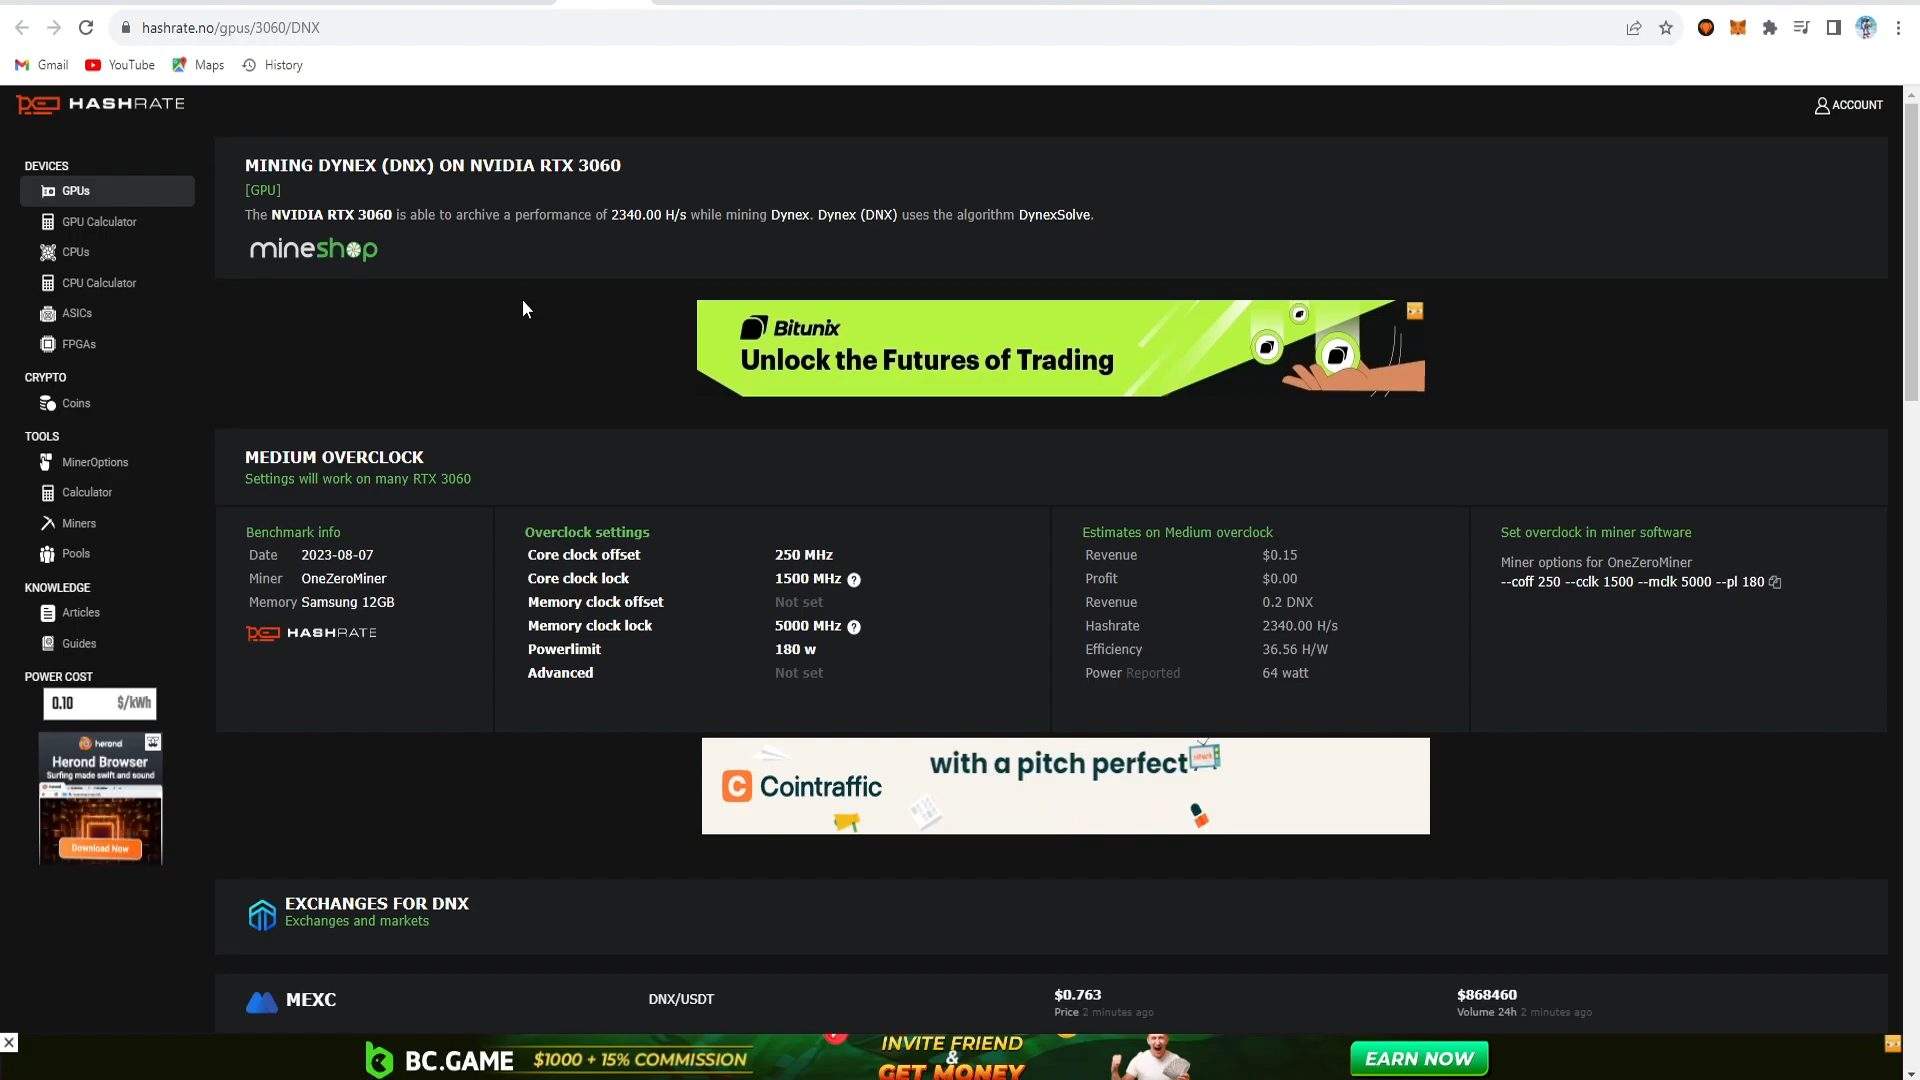 hashrate.no/gpus/3060/DNX
Gmail
YouTube
Maps
History
HASHRATE
ACCOUNT
DEVICES
GPUs
GPU Calculator
CPUs
CPU Calculator
ASICs
FPGAs
CRYPTO
Coins
TOOLS
MinerOptions
Calculator
Miners
Pools
KNOWLEDGE
Articles
Guides
POWER COST
0.10 $/kWh
herond
Herond Browser
Surfing made swift and sound
Download Now
MINING DYNEX (DNX) ON NVIDIA RTX 3060
[GPU]
The NVIDIA RTX 3060 is able to archive a performance of 2340.00 H/s while mining Dynex. Dynex (DNX) uses the algorithm DynexSolve.
mineshop
Bitunix
Unlock the Futures of Trading
MEDIUM OVERCLOCK
Settings will work on many RTX 3060
Benchmark info
Date 2023-08-07
Miner OneZeroMiner
Memory Samsung 12GB
HASHRATE
Overclock settings
Core clock offset 250 MHz
Core clock lock 1500 MHz ?
Memory clock offset Not set
Memory clock lock 5000 MHz ?
Powerlimit 180 w
Advanced Not set
Estimates on Medium overclock
Revenue $0.15
Profit $0.00
Revenue 0.2 DNX
Hashrate 2340.00 H/s
Efficiency 36.56 H/W
Power Reported 64 watt
Set overclock in miner software
Miner options for OneZeroMiner
--coff 250 --cclk 1500 --mclk 5000 --pl 180
with a pitch perfect
NEWS
C Cointraffic
EXCHANGES FOR DNX
Exchanges and markets
MEXC DNX/USDT $0.763 $868460
Price 2 minutes ago Volume 24h 2 minutes ago
BC.GAME $1000 + 15% COMMISSION
INVITE FRIEND
&
GET MONEY
EARN NOW